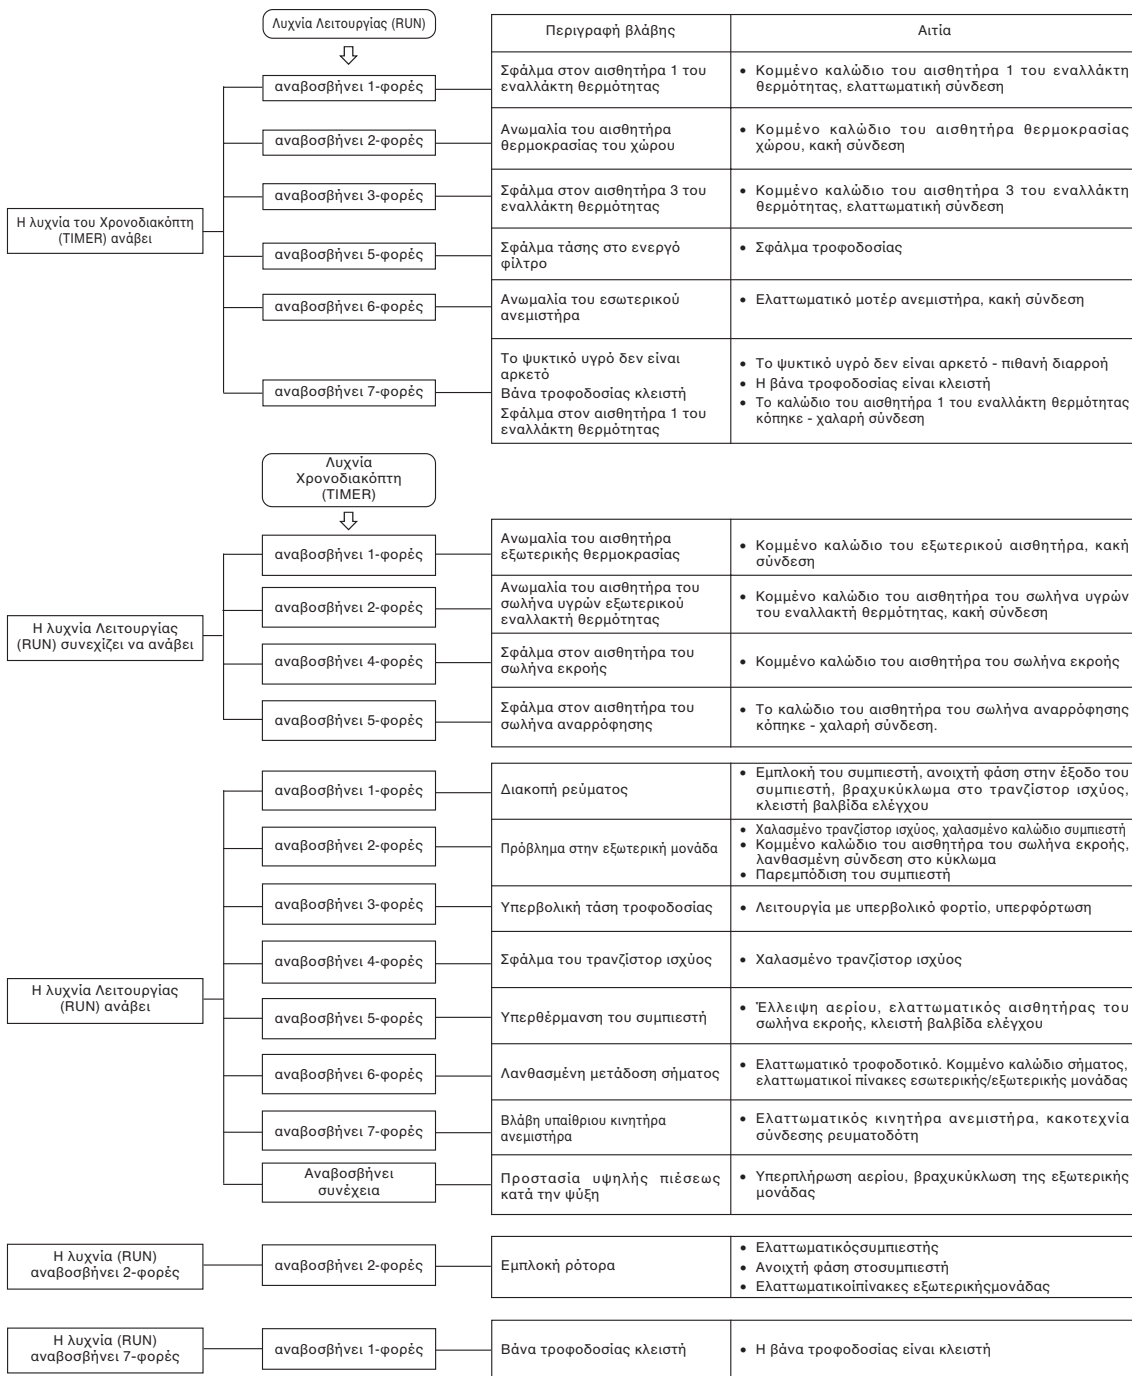 Λυχνία Λειτουργίας (RUN)
Περιγραφή βλάβης
Αιτία
Η λυχνία του Χρονοδιακόπτη
(TIMER) ανάβει
αναβοσβήνει 1-φορές
Σφάλμα στον αισθητήρα 1 του
εναλλάκτη θερμότητας
• Κομμένο καλώδιο του αισθητήρα 1 του εναλλάκτη
θερμότητας, ελαττωματική σύνδεση
αναβοσβήνει 2-φορές
Ανωμαλία του αισθητήρα
θερμοκρασίας του χώρου
• Κομμένο καλώδιο του αισθητήρα θερμοκρασίας
χώρου, κακή σύνδεση
αναβοσβήνει 3-φορές
Σφάλμα στον αισθητήρα 3 του
εναλλάκτη θερμότητας
• Κομμένο καλώδιο του αισθητήρα 3 του εναλλάκτη
θερμότητας, ελαττωματική σύνδεση
αναβοσβήνει 5-φορές
Σφάλμα τάσης στο ενεργό
φίλτρο
• Σφάλμα τροφοδοσίας
αναβοσβήνει 6-φορές
Ανωμαλία του εσωτερικού
ανεμιστήρα
• Ελαττωματικό μοτέρ ανεμιστήρα, κακή σύνδεση
αναβοσβήνει 7-φορές
Το ψυκτικό υγρό δεν είναι
αρκετό
Βάνα τροφοδοσίας κλειστή
Σφάλμα στον αισθητήρα 1 του
εναλλάκτη θερμότητας
• Το ψυκτικό υγρό δεν είναι αρκετό - πιθανή διαρροή
• Η βάνα τροφοδοσίας είναι κλειστή
• Το καλώδιο του αισθητήρα 1 του εναλλάκτη θερμότητας
κόπηκε - χαλαρή σύνδεση
Λυχνία
Χρονοδιακόπτη
(TIMER)
Η λυχνία Λειτουργίας
(RUN) συνεχίζει να ανάβει
αναβοσβήνει 1-φορές
Ανωμαλία του αισθητήρα
εξωτερικής θερμοκρασίας
• Κομμένο καλώδιο του εξωτερικού αισθητήρα, κακή
σύνδεση
αναβοσβήνει 2-φορές
Ανωμαλία του αισθητήρα του
σωλήνα υγρών εξωτερικού
εναλλακτή θερμότητας
• Κομμένο καλώδιο του αισθητήρα του σωλήνα υγρών
του εναλλακτή θερμότητας, κακή σύνδεση
αναβοσβήνει 4-φορές
Σφάλμα στον αισθητήρα του
σωλήνα εκροής
• Κομμένο καλώδιο του αισθητήρα του σωλήνα εκροής
αναβοσβήνει 5-φορές
Σφάλμα στον αισθητήρα του
σωλήνα αναρρόφησης
• Το καλώδιο του αισθητήρα του σωλήνα αναρρόφησης
κόπηκε - χαλαρή σύνδεση.
Η λυχνία Λειτουργίας
(RUN) ανάβει
αναβοσβήνει 1-φορές
Διακοπή ρεύματος
• Εμπλοκή του συμπιεστή, ανοιχτή φάση στην έξοδο του
συμπιεστή, βραχυκύκλωμα στο τρανζίστορ ισχύος,
κλειστή βαλβίδα ελέγχου
αναβοσβήνει 2-φορές
Πρόβλημα στην εξωτερική μονάδα
• Χαλασμένο τρανζίστορ ισχύος, χαλασμένο καλώδιο συμπιεστή
• Κομμένο καλώδιο του αισθητήρα του σωλήνα εκροής,
λανθασμένη σύνδεση στο κύκλωμα
• Παρεμπόδιση του συμπιεστή
αναβοσβήνει 3-φορές
Υπερβολική τάση τροφοδοσίας
• Λειτουργία με υπερβολικό φορτίο, υπερφόρτωση
αναβοσβήνει 4-φορές
Σφάλμα του τρανζίστορ ισχύος
• Χαλασμένο τρανζίστορ ισχύος
αναβοσβήνει 5-φορές
Υπερθέρμανση του συμπιεστή
• Έλλειψη αερίου, ελαττωματικός αισθητήρας του
σωλήνα εκροής, κλειστή βαλβίδα ελέγχου
αναβοσβήνει 6-φορές
Λανθασμένη μετάδοση σήματος
• Ελαττωματικό τροφοδοτικό. Κομμένο καλώδιο σήματος,
ελαττωματικοί πίνακες εσωτερικής/εξωτερικής μονάδας
αναβοσβήνει 7-φορές
Βλάβη υπαίθριου κινητήρα
ανεμιστήρα
• Ελαττωματικός κινητήρα ανεμιστήρα, κακοτεχνία
σύνδεσης ρευματοδότη
Αναβοσβήνει
συνέχεια
Προστασία υψηλής πιέσεως
κατά την ψύξη
• Υπερπλήρωση αερίου, βραχυκύκλωση της εξωτερικής
μονάδας
Η λυχνία (RUN)
αναβοσβήνει 2-φορές
αναβοσβήνει 2-φορές
Εμπλοκή ρότορα
• Ελαττωματικόςσυμπιεστής
• Ανοιχτή φάση στοσυμπιεστή
• Ελαττωματικοίπίνακες εξωτερικήςμονάδας
Η λυχνία (RUN)
αναβοσβήνει 7-φορές
αναβοσβήνει 1-φορές
Βάνα τροφοδοσίας κλειστή
• Η βάνα τροφοδοσίας είναι κλειστή